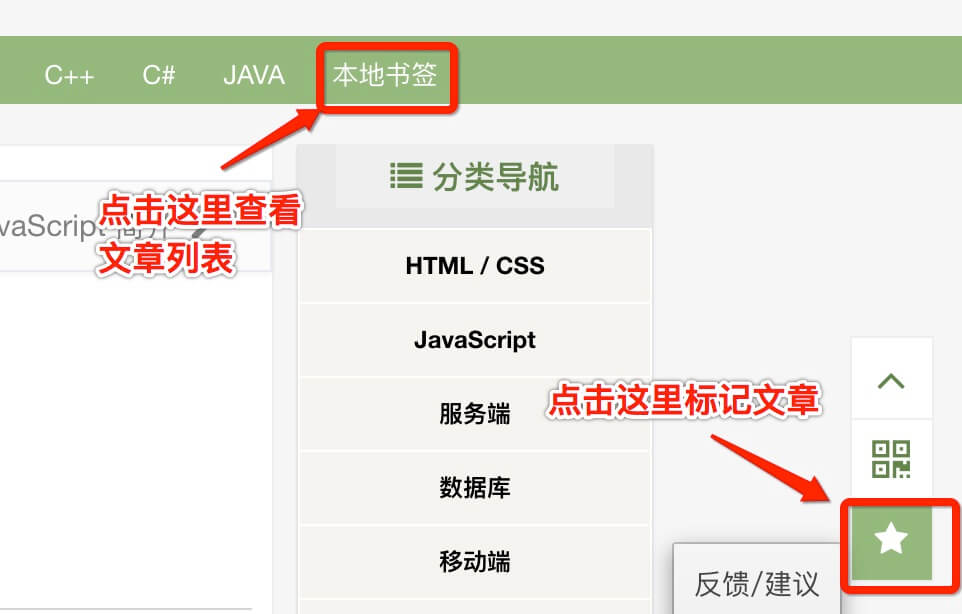 C++ C# JAVA 本地书签
分类导航
点击这里查看
文章列表
HTML / CSS
JavaScript
点击这里标记文章
服务端
数据库
移动端
反馈/建议